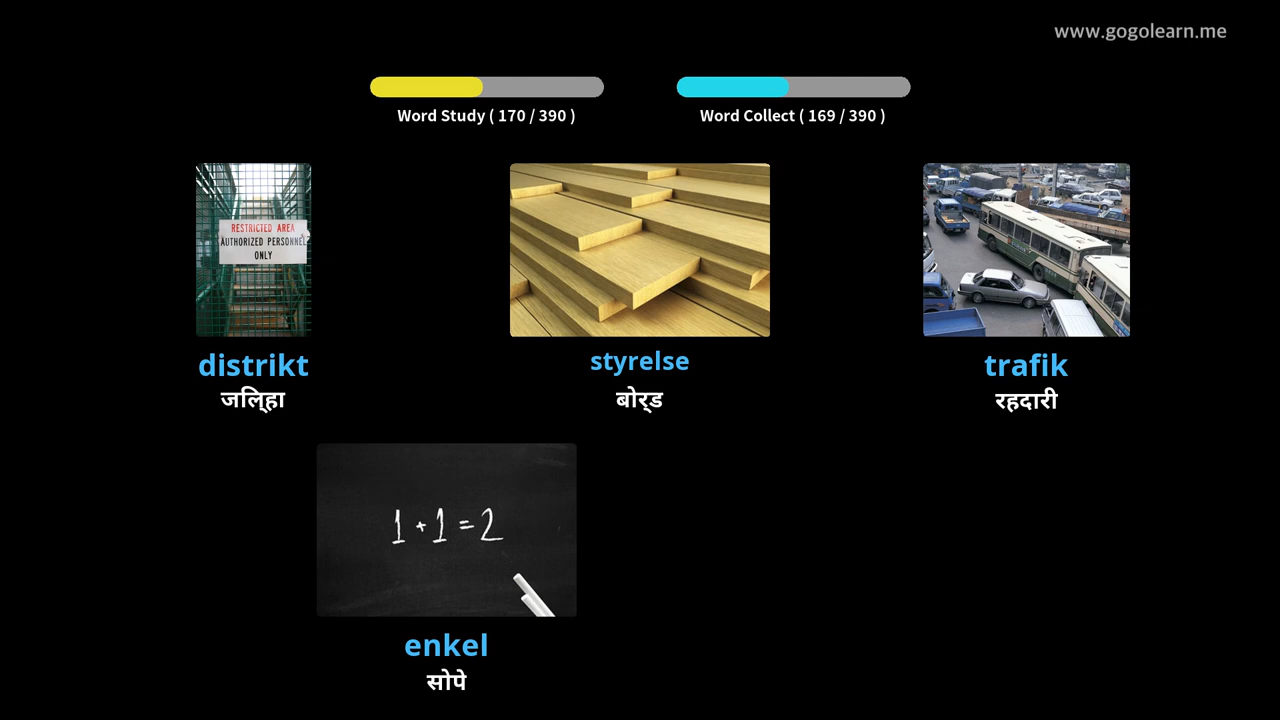 www.gogolearn.me
Word Study ( 170 / 390 )
Word Collect ( 169 / 390 )
RESTRICTED AREA
AUTHORIZED PERSONNEL
ONLY
distrikt
जिल्हा
styrelse
बोर्ड
trafik
रहदारी
1 + 1 = 2
enkel
सोपे